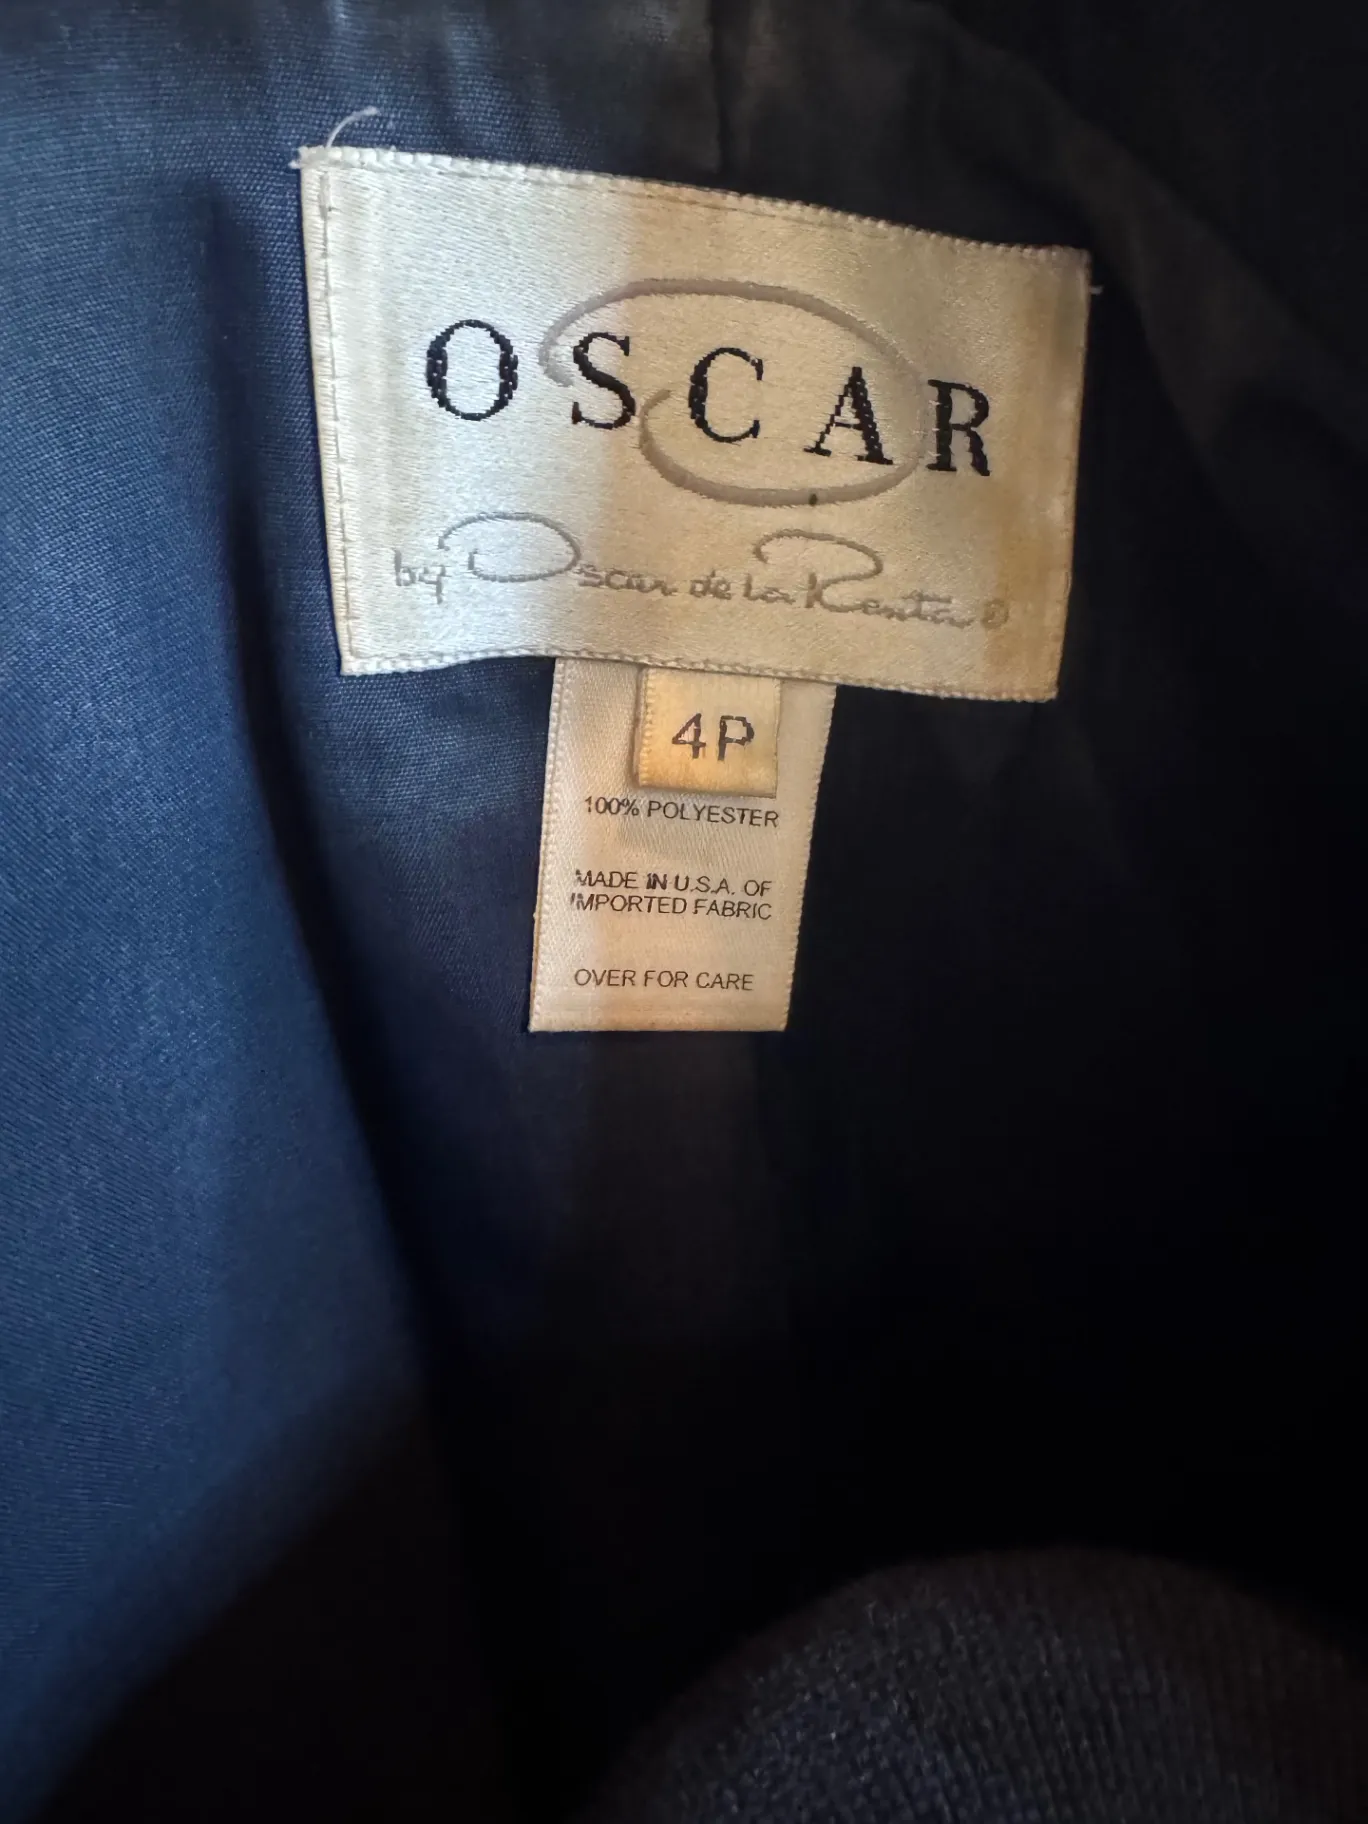 OSCAR
by Oscar de la Renta ®
4P
100% POLYESTER
MADE IN U.S.A. OF
IMPORTED FABRIC
OVER FOR CARE